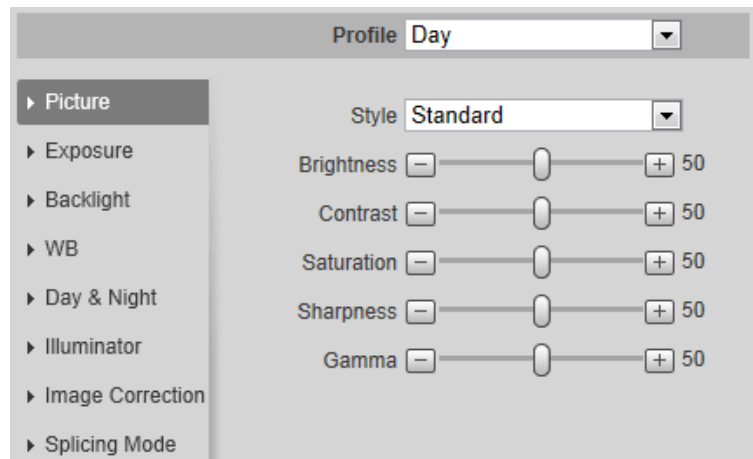 Profile Day
Picture
Style Standard
Exposure
Brightness 50
Backlight
Contrast 50
WB
Saturation 50
Day & Night
Sharpness 50
Illuminator
Gamma 50
Image Correction
Splicing Mode